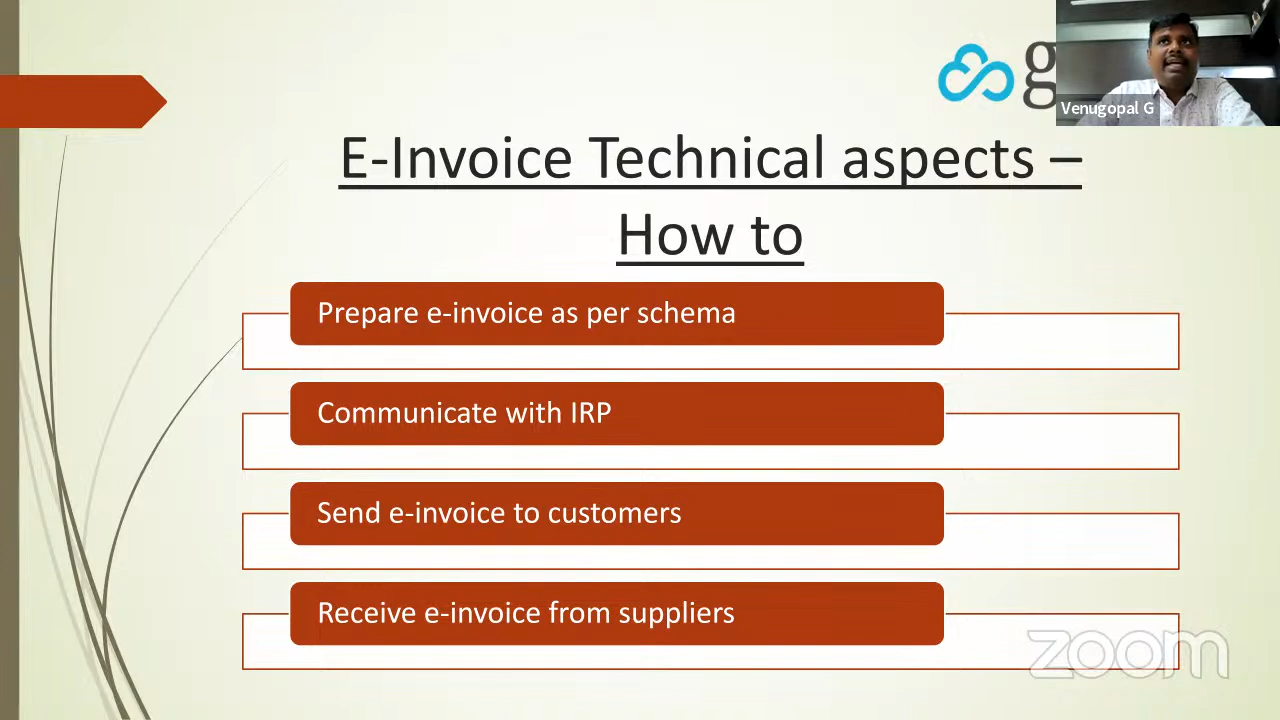 g
Venugopal G
E-Invoice Technical aspects –
How to
Prepare e-invoice as per schema
Communicate with IRP
Send e-invoice to customers
Receive e-invoice from suppliers
zoom